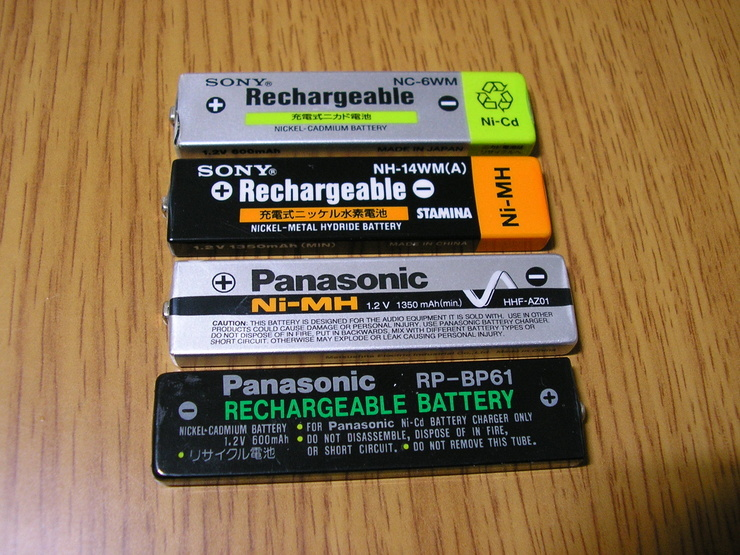 SONY® NC-6WM
Rechargeable
充電式ニカド電池
NICKEL-CADMIUM BATTERY
Ni-Cd
1.2V 600mAh MADE IN JAPAN
SONY® NH-14WM(A)
Rechargeable
充電式ニッケル水素電池 STAMINA
NICKEL-METAL HYDRIDE BATTERY
Ni-MH
1.2V 1350mAh (MIN) MADE IN CHINA
Panasonic
Ni-MH 1.2 V 1350 mAh(min.) HHF-AZ01
CAUTION: THIS BATTERY IS DESIGNED FOR THE AUDIO EQUIPMENT IT IS SOLD WITH. USE IN OTHER
PRODUCTS COULD CAUSE DAMAGE OR PERSONAL INJURY. USE PANASONIC BATTERY CHARGER.
DO NOT DISPOSE OF IN FIRE, PUT IN BACKWARDS, MIX WITH DIFFERENT BATTERY TYPES OR
SHORT CIRCUIT. OTHERWISE MAY EXPLODE OR LEAK CAUSING PERSONAL INJURY.
Panasonic RP-BP61
RECHARGEABLE BATTERY
NICKEL-CADMIUM BATTERY
1.2V 600mAh
• リサイクル電池
• FOR Panasonic Ni-Cd BATTERY CHARGER ONLY
• DO NOT DISASSEMBLE, DISPOSE OF IN FIRE,
OR SHORT CIRCUIT. • DO NOT REMOVE THIS TUBE.